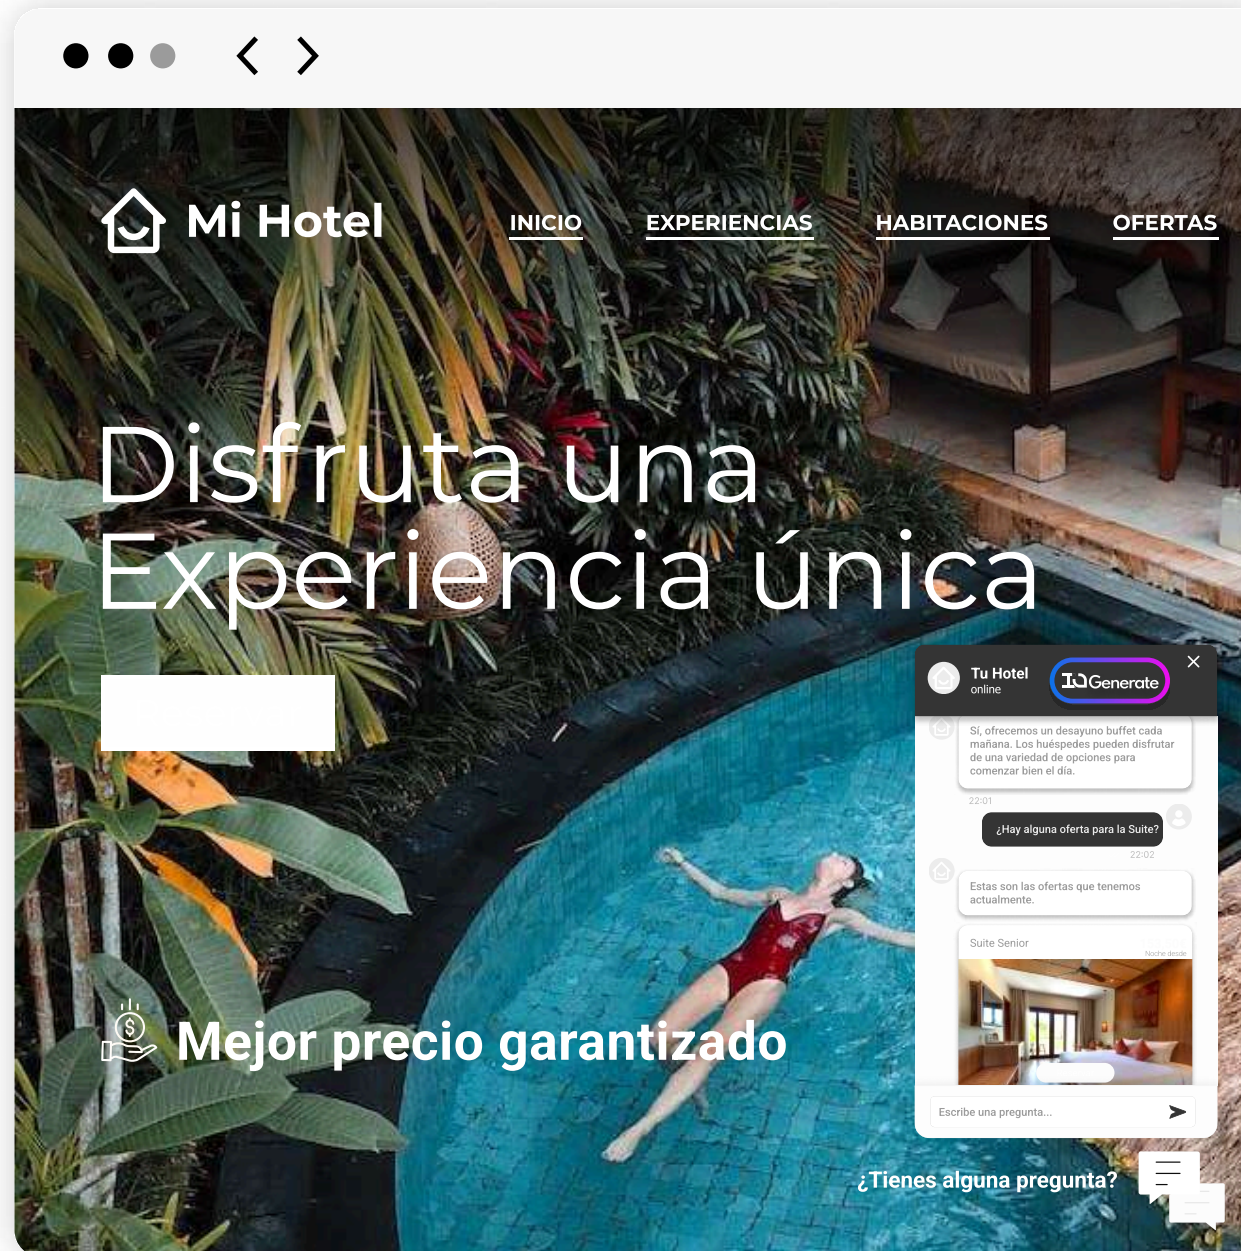 Mi Hotel
INICIO
EXPERIENCIAS
HABITACIONES
OFERTAS
Disfruta una
Experiencia única
Mejor precio garantizado
Tu Hotel
online
Generate
Sí, ofrecemos un desayuno buffet cada
mañana. Los huéspedes pueden disfrutar
de una variedad de opciones para
comenzar bien el día.
22:01
¿Hay alguna oferta para la Suite?
22:02
Estas son las ofertas que tenemos
actualmente.
Suite Senior
Noche desde
Escribe una pregunta...
¿Tienes alguna pregunta?